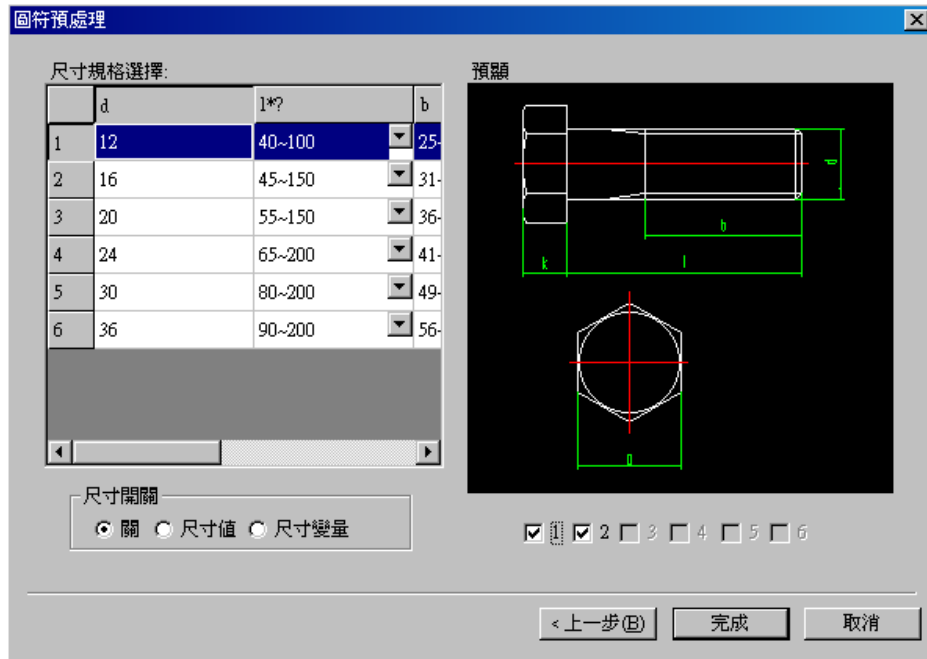 圖符預處理
尺寸規格選擇:
預顯
d l*? b
1 12 40~100 25-
2 16 45~150 31-
3 20 55~150 36-
4 24 65~200 41-
5 30 80~200 49-
6 36 90~200 56-
d
b
k l
尺寸開關
關 尺寸值 尺寸變量
1 2 3 4 5 6
<上一步(B) 完成 取消